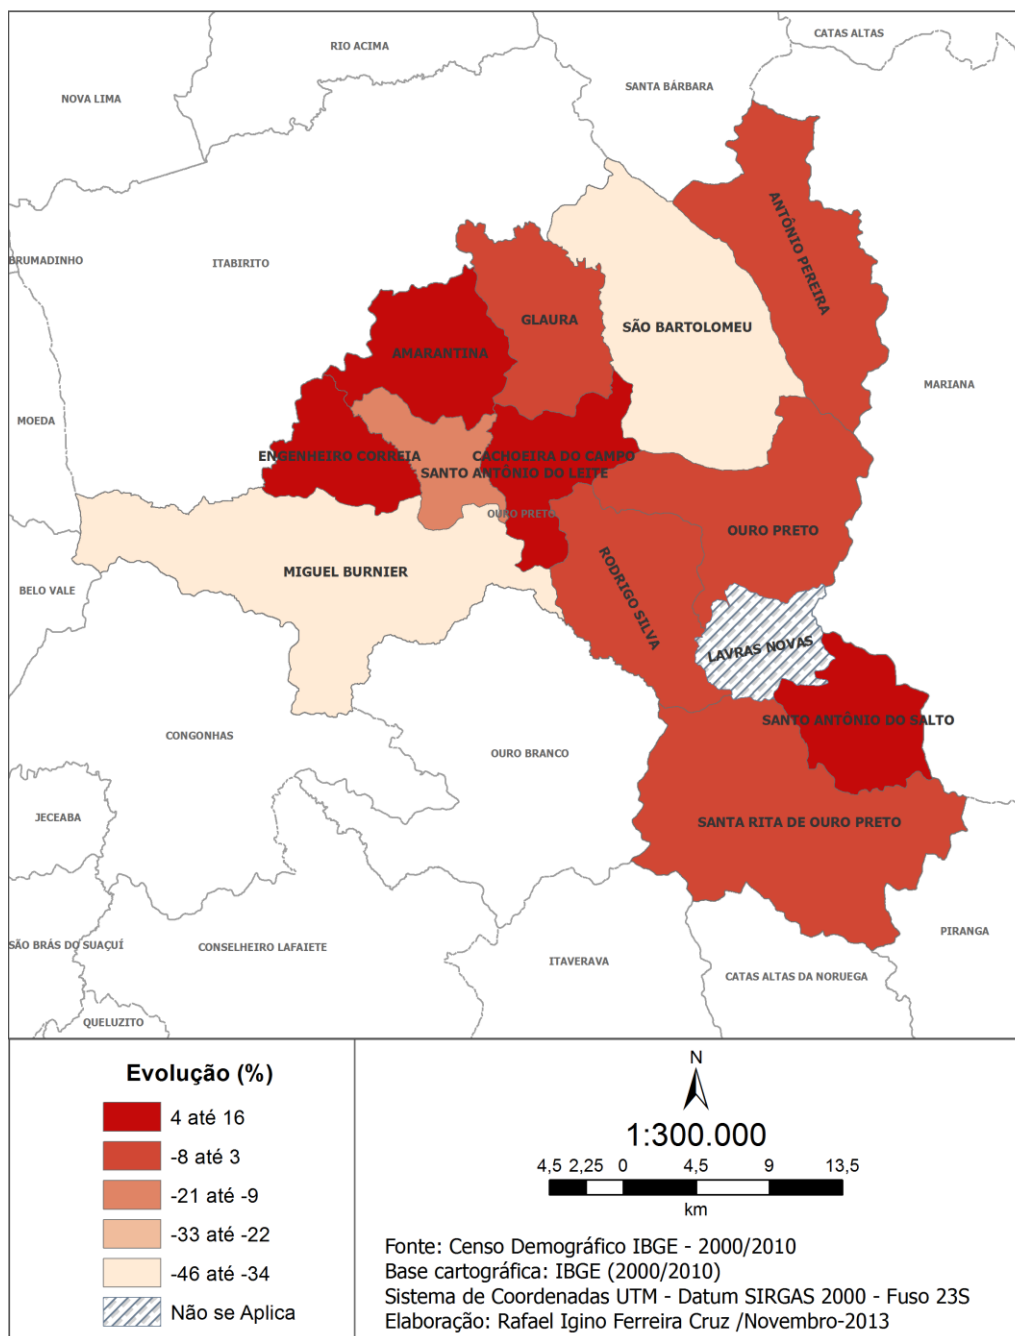 CATAS ALTAS
RIO ACIMA
SANTA BÁRBARA
NOVA LIMA
ANTÔNIO PEREIRA
BRUMADINHO
ITABIRITO
GLAURA
SÃO BARTOLOMEU
AMARANTINA
MARIANA
MOEDA
ENGENHEIRO CORREIA
CACHOEIRA DO CAMPO
SANTO ANTÔNIO DO LEITE
OURO PRETO
OURO PRETO
MIGUEL BURNIER
RODRIGO SILVA
BELO VALE
LAVRAS NOVAS
SANTO ANTÔNIO DO SALTO
CONGONHAS
OURO BRANCO
JECEABA
SANTA RITA DE OURO PRETO
PIRANGA
SÃO BRÁS DO SUAÇUÍ
CONSELHEIRO LAFAIETE
ITAVERAVA
CATAS ALTAS DA NORUEGA
QUELUZITO
Evolução (%)
4 até 16
-8 até 3
-21 até -9
-33 até -22
-46 até -34
Não se Aplica
N
1:300.000
4,5 2,25 0 4,5 9 13,5
km
Fonte: Censo Demográfico IBGE - 2000/2010
Base cartográfica: IBGE (2000/2010)
Sistema de Coordenadas UTM - Datum SIRGAS 2000 - Fuso 23S
Elaboração: Rafael Igino Ferreira Cruz /Novembro-2013